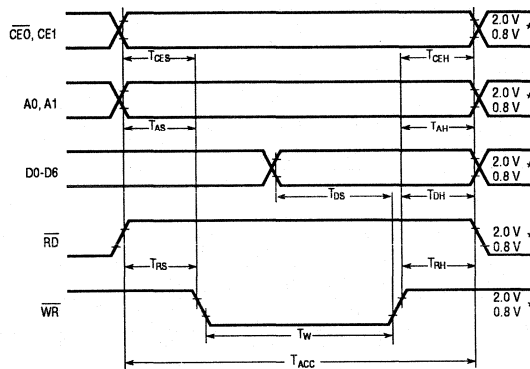 CE0, CE1
2.0 V *
0.8 V
TCES
TCEH
A0, A1
2.0 V *
0.8 V
TAS
TAH
D0-D6
2.0 V *
0.8 V
TDS
TDH
RD
2.0 V *
0.8 V
TRS
TRH
WR
2.0 V *
0.8 V
TW
TACC